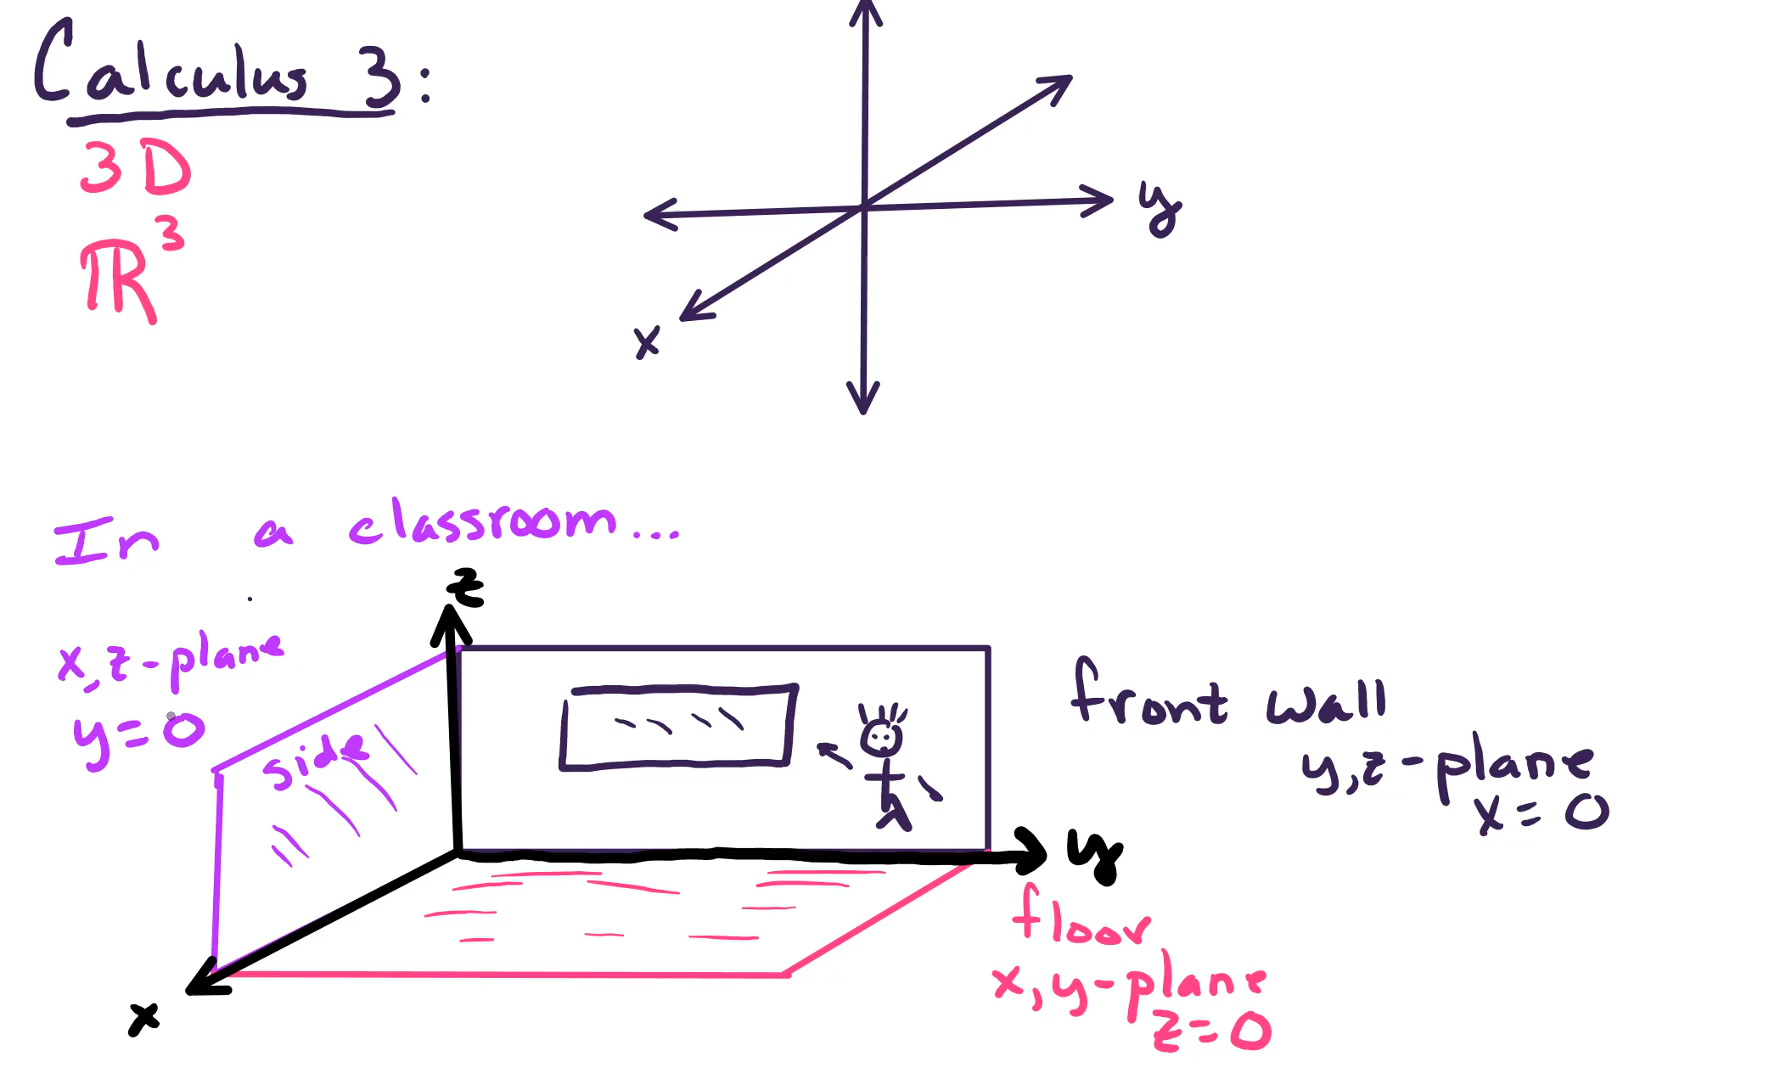 Calculus 3:
3D
ℝ³
y
x
In a classroom...
z
x,z-plane
y=0
side
front wall
y,z-plane
x=0
y
floor
x,y-plane
z=0
x